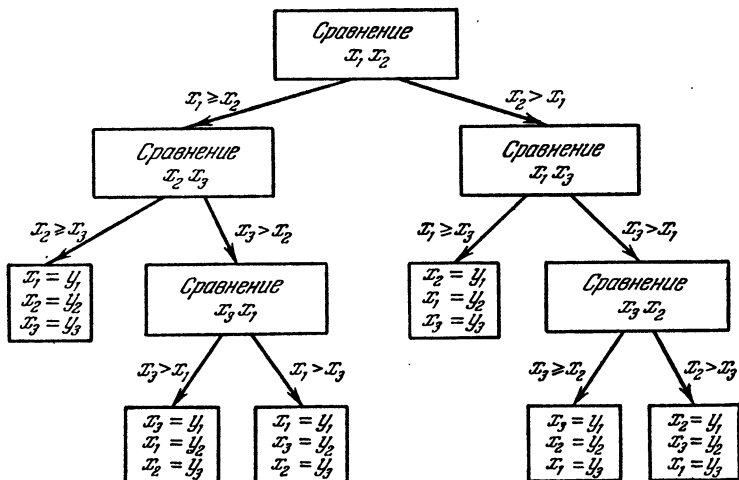 Сравнение
x₁ x₂
x₁ ≥ x₂
x₂ > x₁
Сравнение
x₂ x₃
Сравнение
x₁ x₃
x₂ ≥ x₃
x₃ > x₂
x₁ ≥ x₃
x₃ > x₁
x₁ = y₁
x₂ = y₂
x₃ = y₃
Сравнение
x₃ x₁
x₂ = y₁
x₁ = y₂
x₃ = y₃
Сравнение
x₃ x₂
x₃ > x₁
x₁ > x₃
x₃ ≥ x₂
x₂ > x₃
x₃ = y₁
x₁ = y₂
x₂ = y₃
x₁ = y₁
x₃ = y₂
x₂ = y₃
x₃ = y₁
x₂ = y₂
x₁ = y₃
x₂ = y₁
x₃ = y₂
x₁ = y₃